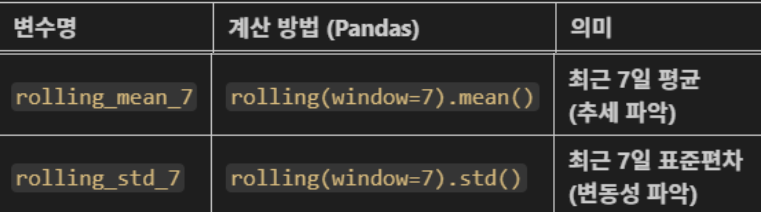 변수명 계산 방법 (Pandas) 의미
rolling_mean_7 rolling(window=7).mean() 최근 7일 평균
(추세 파악)
rolling_std_7 rolling(window=7).std() 최근 7일 표준편차
(변동성 파악)